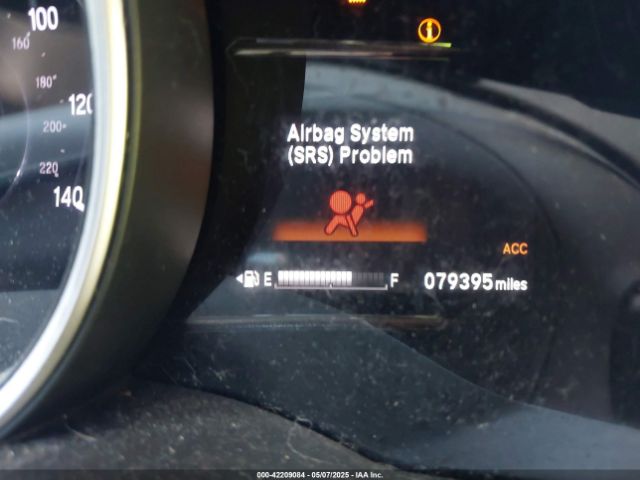 100
160
180
120
200
220
140
Airbag System
(SRS) Problem
ACC
E F 079395 miles
000-42209084 - 05/07/2025 - IAA Inc.